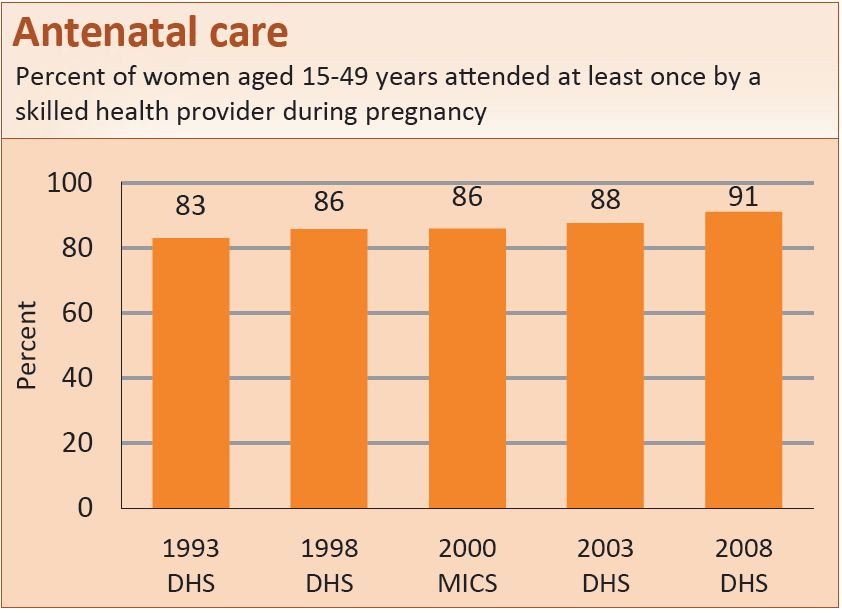 Antenatal care
Percent of women aged 15-49 years attended at least once by a
skilled health provider during pregnancy
100
80
60
40
20
0
Percent
83
86
86
88
91
1993
DHS
1998
DHS
2000
MICS
2003
DHS
2008
DHS